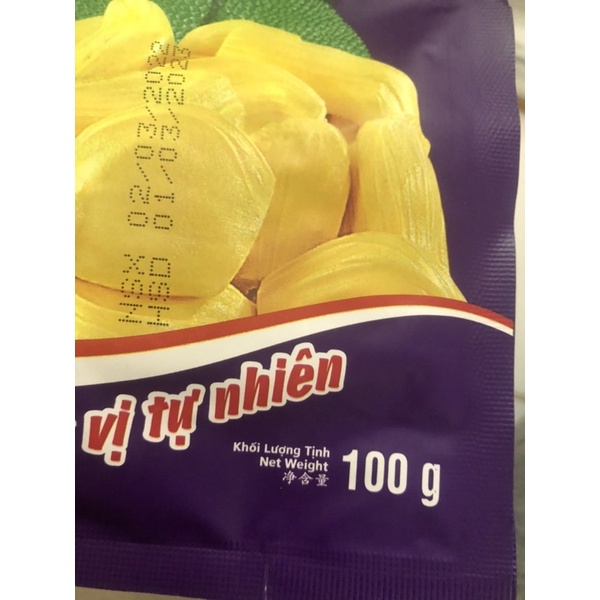 NSX 02/03/2022
HSD 01/03/2023
vị tự nhiên
Khối Lượng Tịnh
Net Weight
净含量
100 g